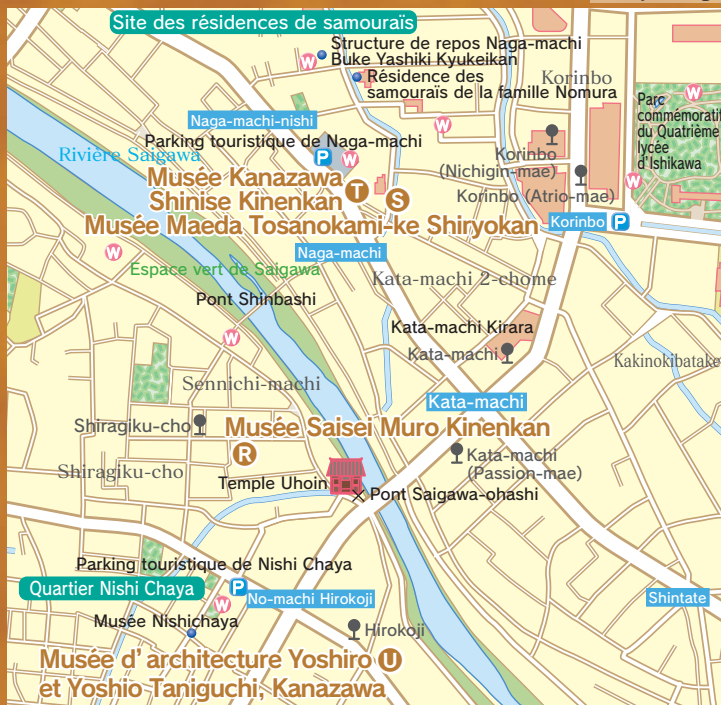 Site des résidences de samouraïs
Structure de repos Naga-machi
Buke Yashiki Kyukeikan
W
Résidence des
samouraïs de la famille Nomura
Korinbo
W
Parc
commémoratif
du Quatrième
lycée
d'Ishikawa
Naga-machi-nishi
W
Parking touristique de Naga-machi
Rivière Saigawa
P
W
Korinbo
(Nichigin-mae)
W
Musée Kanazawa
Shinise Kinenkan
T
S
Korinbo (Atrio-mae)
Musée Maeda Tosanokami-ke Shiryokan
Korinbo
P
Naga-machi
W
Espace vert de Saigawa
Kata-machi 2-chome
Pont Shinbashi
W
Kata-machi Kirara
Kata-machi
Kakinokibatake
Sennichi-machi
Kata-machi
Shiragiku-cho
Musée Saisei Muro Kinenkan
R
Kata-machi
(Passion-mae)
Shiragiku-cho
Temple Uhoin
Pont Saigawa-ohashi
Parking touristique de Nishi Chaya
Quartier Nishi Chaya
P
W
No-machi Hirokoji
Shintate
Musée Nishichaya
Hirokoji
Musée d'architecture Yoshiro
U
et Yoshio Taniguchi, Kanazawa